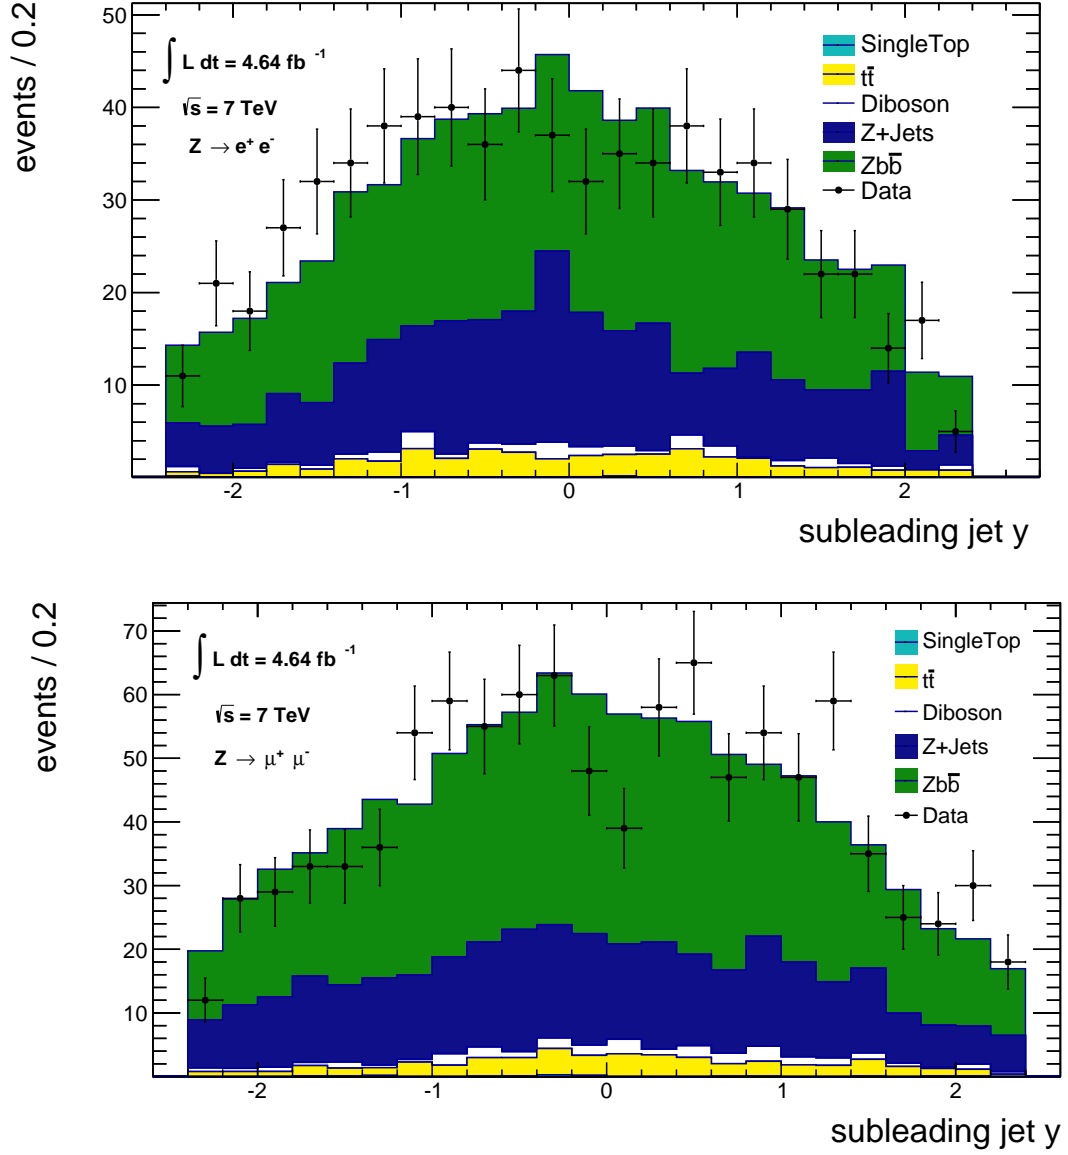 events / 0.2
50
40
30
20
10
∫ L dt = 4.64 fb⁻¹
√s = 7 TeV
Z → e⁺ e⁻
SingleTop
tt̄
Diboson
Z+Jets
Zbb̄
Data
-2 -1 0 1 2
subleading jet y
events / 0.2
70
60
50
40
30
20
10
∫ L dt = 4.64 fb⁻¹
√s = 7 TeV
Z → μ⁺ μ⁻
SingleTop
tt̄
Diboson
Z+Jets
Zbb̄
Data
-2 -1 0 1 2
subleading jet y